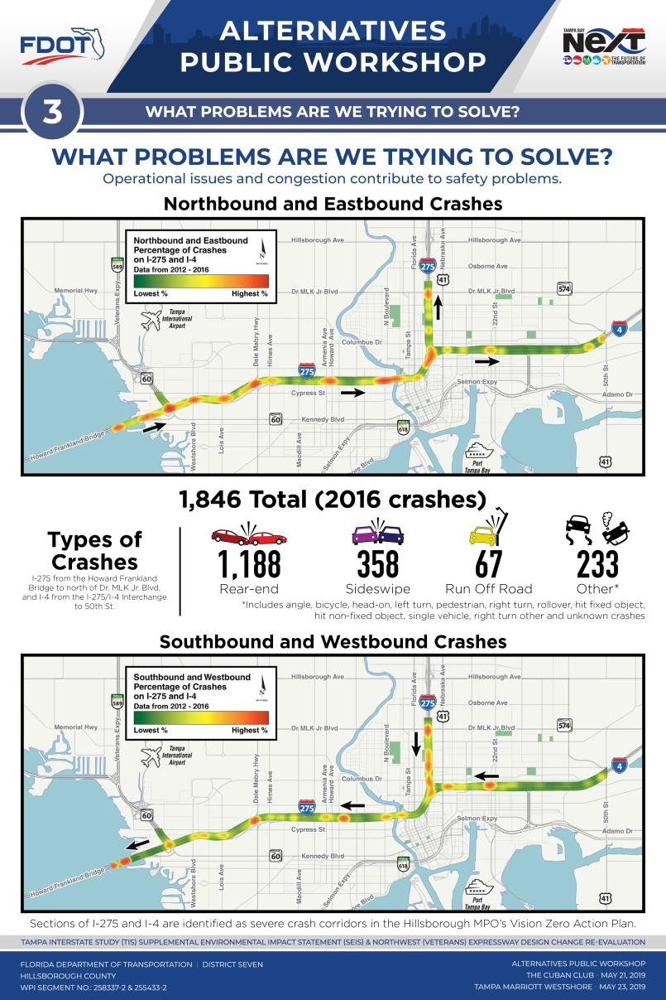 FDOT
ALTERNATIVES
PUBLIC WORKSHOP
TAMPA BAY
NEXT
THE FUTURE OF
TRANSPORTATION
3
WHAT PROBLEMS ARE WE TRYING TO SOLVE?
WHAT PROBLEMS ARE WE TRYING TO SOLVE?
Operational issues and congestion contribute to safety problems.
Northbound and Eastbound Crashes
Northbound and Eastbound
Percentage of Crashes
on I-275 and I-4
Data from 2012 - 2016
Lowest %
Highest %
N
Hillsborough Ave
Hillsborough Ave
Florida Ave
Nebraska Ave
589
275
Osborne Ave
41
574
Memorial Hwy
Veterans Expy
Dr MLK Jr Blvd
Dr MLK Jr Blvd
N Boulevard
22nd St
Tampa
International
Airport
4
Dale Mabry Hwy
Himes Ave
Armenia Ave
Howard Ave
Columbus Dr
Tampa St
275
60
Cypress St
Selmon Expy
50th St
Adamo Dr
60
Kennedy Blvd
618
Howard Frankland Bridge
Westshore Blvd
Lois Ave
Macdill Ave
Selmon Expy
ore Blvd
Port
Tampa Bay
41
1,846 Total (2016 crashes)
Types of
Crashes
I-275 from the Howard Frankland
Bridge to north of Dr. MLK Jr. Blvd,
and I-4 from the I-275/I-4 Interchange
to 50th St.
1,188
Rear-end
358
Sideswipe
67
Run Off Road
233
Other*
*Includes angle, bicycle, head-on, left turn, pedestrian, right turn, rollover, hit fixed object,
hit non-fixed object, single vehicle, right turn other and unknown crashes
Southbound and Westbound Crashes
Southbound and Westbound
Percentage of Crashes
on I-275 and I-4
Data from 2012 - 2016
Lowest %
Highest %
N
Hillsborough Ave
Hillsborough Ave
Florida Ave
Nebraska Ave
589
275
Osborne Ave
41
574
Memorial Hwy
Veterans Expy
Dr MLK Jr Blvd
Dr MLK Jr Blvd
N Boulevard
22nd St
Tampa
International
Airport
4
Dale Mabry Hwy
Himes Ave
Armenia Ave
Howard Ave
Columbus Dr
Tampa St
275
60
Cypress St
Selmon Expy
50th St
Adamo Dr
60
Kennedy Blvd
618
Howard Frankland Bridge
Westshore Blvd
Lois Ave
Macdill Ave
Selmon Expy
ore Blvd
Port
Tampa Bay
41
Sections of I-275 and I-4 are identified as severe crash corridors in the Hillsborough MPO's Vision Zero Action Plan.
TAMPA INTERSTATE STUDY (TIS) SUPPLEMENTAL ENVIRONMENTAL IMPACT STATEMENT (SEIS) & NORTHWEST (VETERANS) EXPRESSWAY DESIGN CHANGE RE-EVALUATION
FLORIDA DEPARTMENT OF TRANSPORTATION | DISTRICT SEVEN
HILLSBOROUGH COUNTY
WPI SEGMENT NO.: 258337-2 & 255433-2
ALTERNATIVES PUBLIC WORKSHOP
THE CUBAN CLUB MAY 21, 2019
TAMPA MARRIOTT WESTSHORE MAY 23, 2019